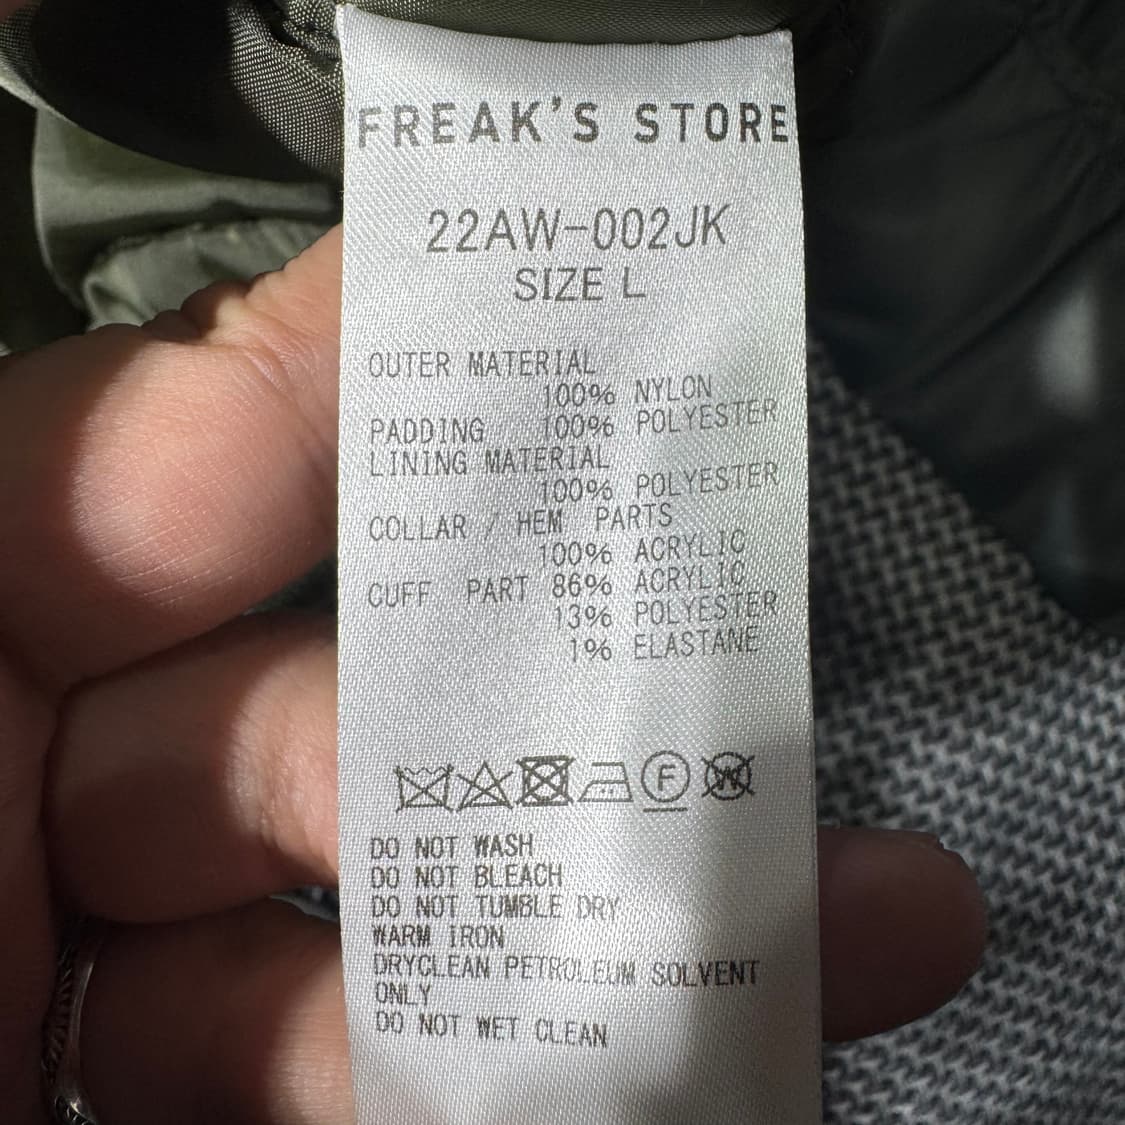 FREAK'S STORE
22AW-002JK
SIZE L
OUTER MATERIAL
100% NYLON
PADDING 100% POLYESTER
LINING MATERIAL
100% POLYESTER
COLLAR / HEM PARTS
100% ACRYLIC
CUFF PART 86% ACRYLIC
13% POLYESTER
1% ELASTANE
F W
DO NOT WASH
DO NOT BLEACH
DO NOT TUMBLE DRY
WARM IRON
DRYCLEAN PETROLEUM SOLVENT
ONLY
DO NOT WET CLEAN